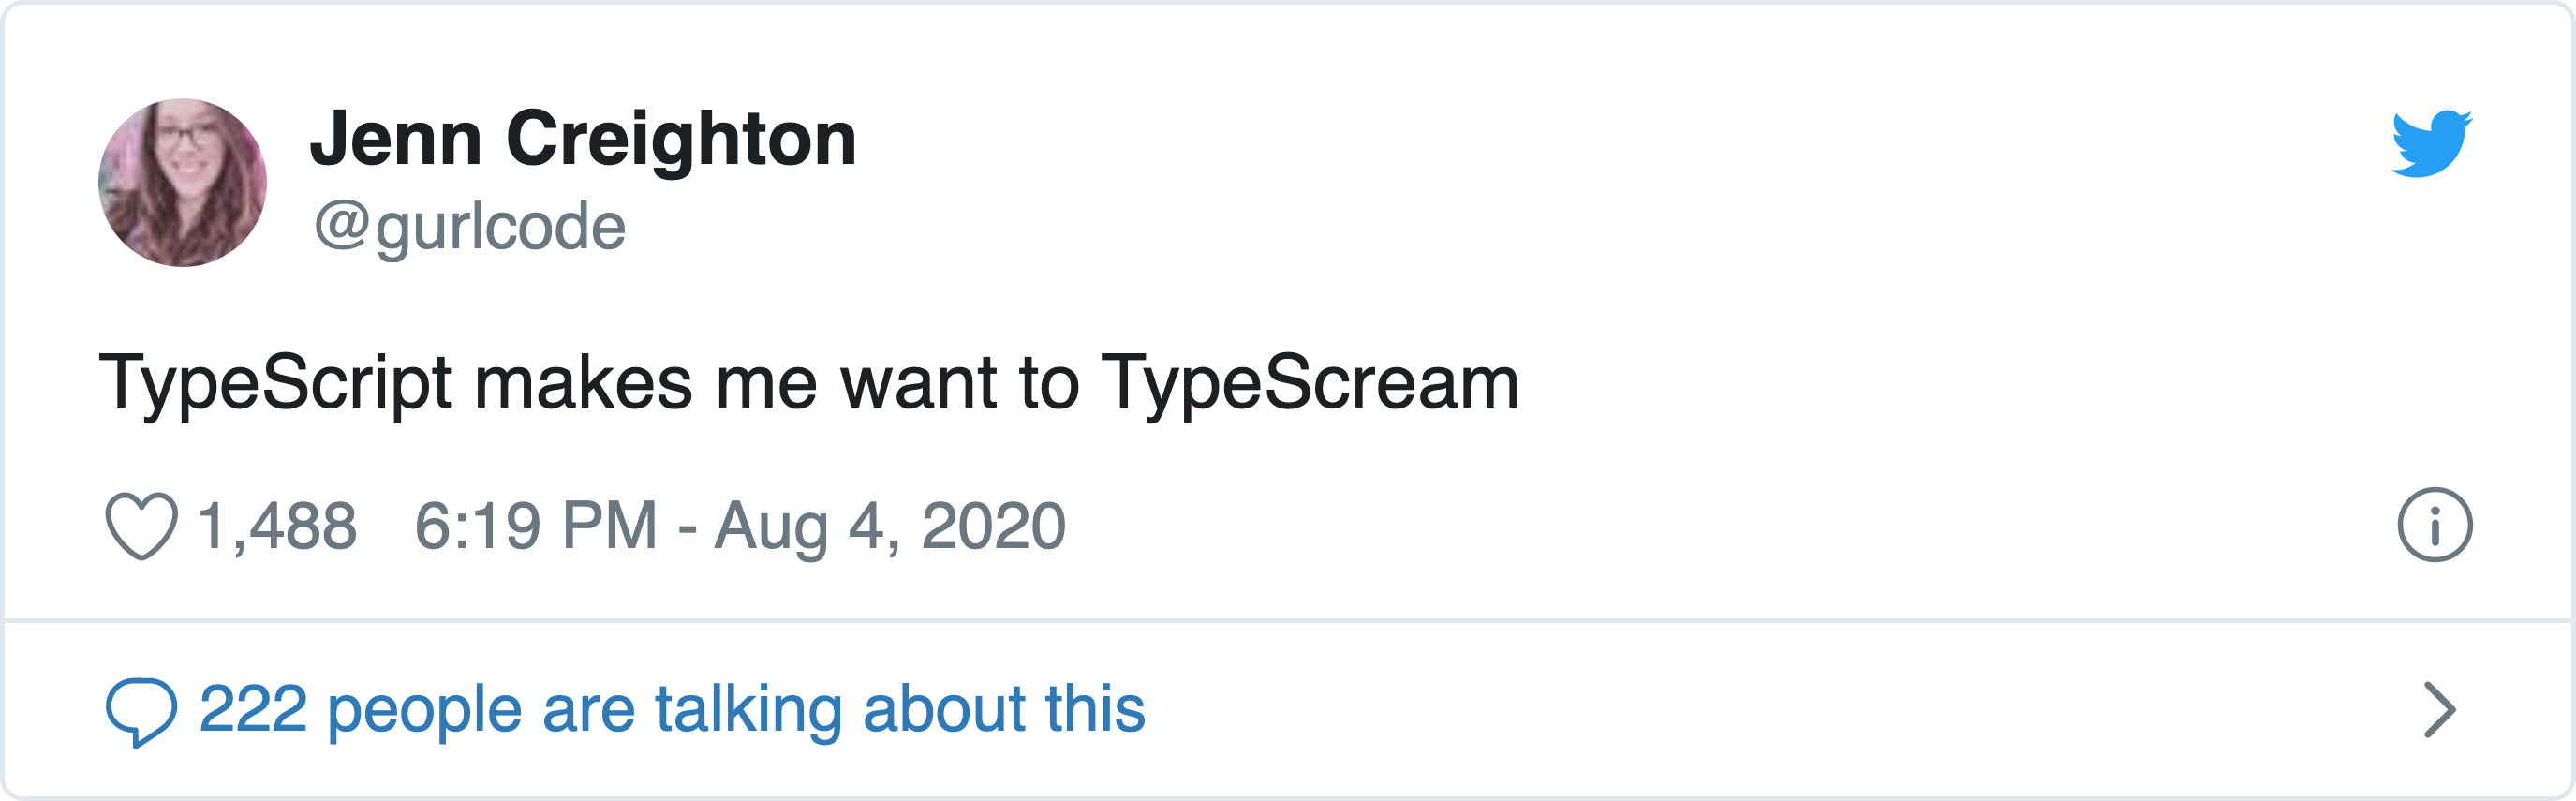 Jenn Creighton
@gurlcode
TypeScript makes me want to TypeScream
1,488 6:19 PM - Aug 4, 2020
222 people are talking about this